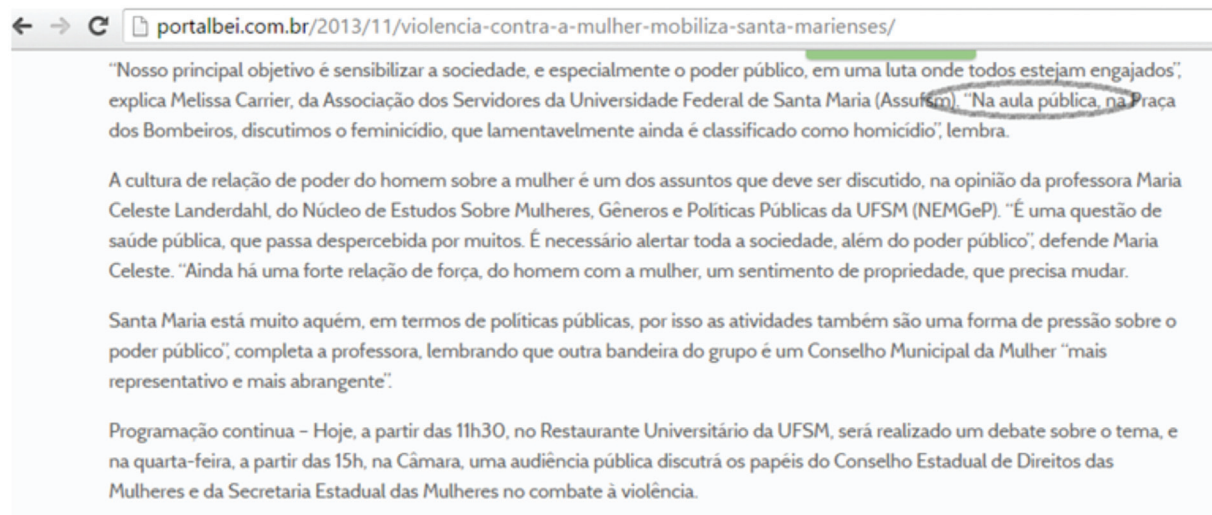 portalbei.com.br/2013/11/violencia-contra-a-mulher-mobiliza-santa-marienses/
“Nosso principal objetivo é sensibilizar a sociedade, e especialmente o poder público, em uma luta onde todos estejam engajados”,
explica Melissa Carrier, da Associação dos Servidores da Universidade Federal de Santa Maria (Assufsm). “Na aula pública, na Praça
dos Bombeiros, discutimos o feminicídio, que lamentavelmente ainda é classificado como homicídio”, lembra.
A cultura de relação de poder do homem sobre a mulher é um dos assuntos que deve ser discutido, na opinião da professora Maria
Celeste Landerdahl, do Núcleo de Estudos Sobre Mulheres, Gêneros e Políticas Públicas da UFSM (NEMGeP). “É uma questão de
saúde pública, que passa despercebida por muitos. É necessário alertar toda a sociedade, além do poder público”, defende Maria
Celeste. “Ainda há uma forte relação de força, do homem com a mulher, um sentimento de propriedade, que precisa mudar.
Santa Maria está muito aquém, em termos de políticas públicas, por isso as atividades também são uma forma de pressão sobre o
poder público”, completa a professora, lembrando que outra bandeira do grupo é um Conselho Municipal da Mulher “mais
representativo e mais abrangente”.
Programação continua – Hoje, a partir das 11h30, no Restaurante Universitário da UFSM, será realizado um debate sobre o tema, e
na quarta-feira, a partir das 15h, na Câmara, uma audiência pública discutrá os papéis do Conselho Estadual de Direitos das
Mulheres e da Secretaria Estadual das Mulheres no combate à violência.